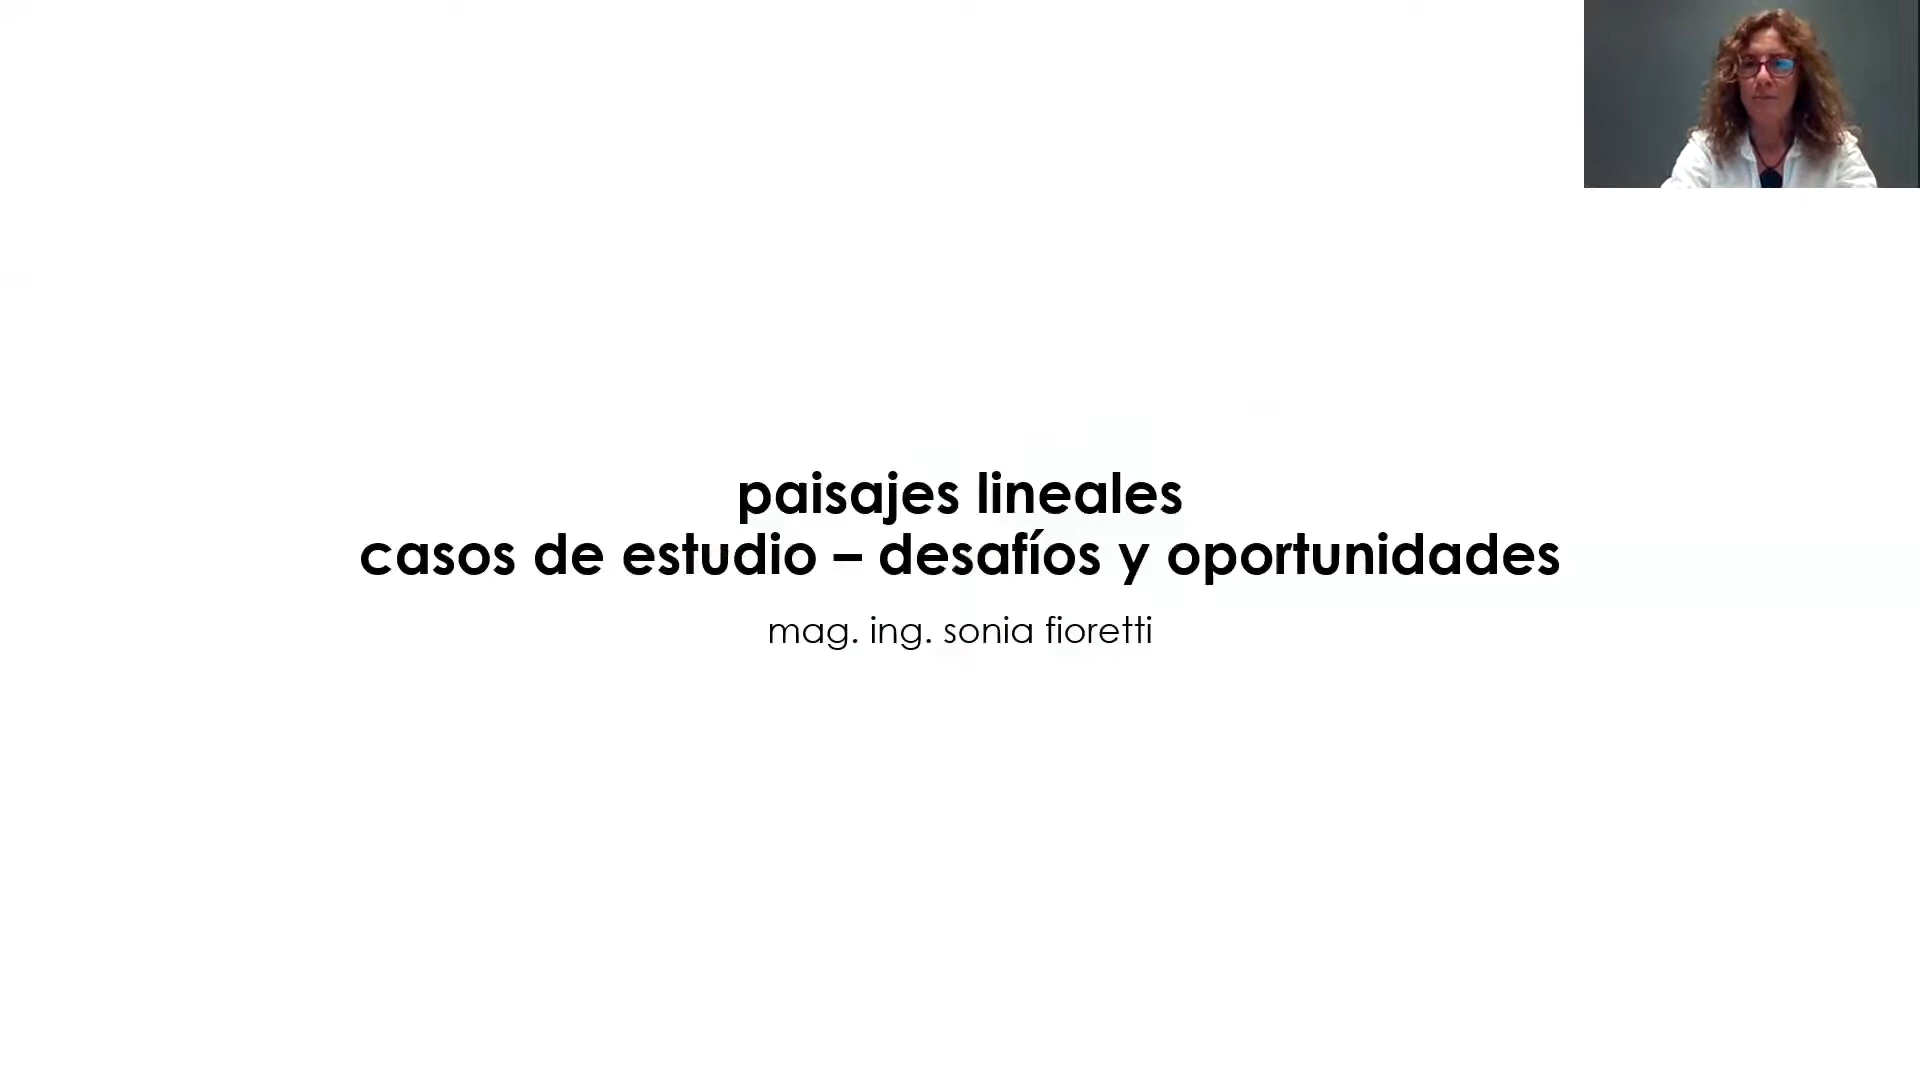 paisajes lineales
casos de estudio – desafíos y oportunidades
mag. ing. sonia fioretti